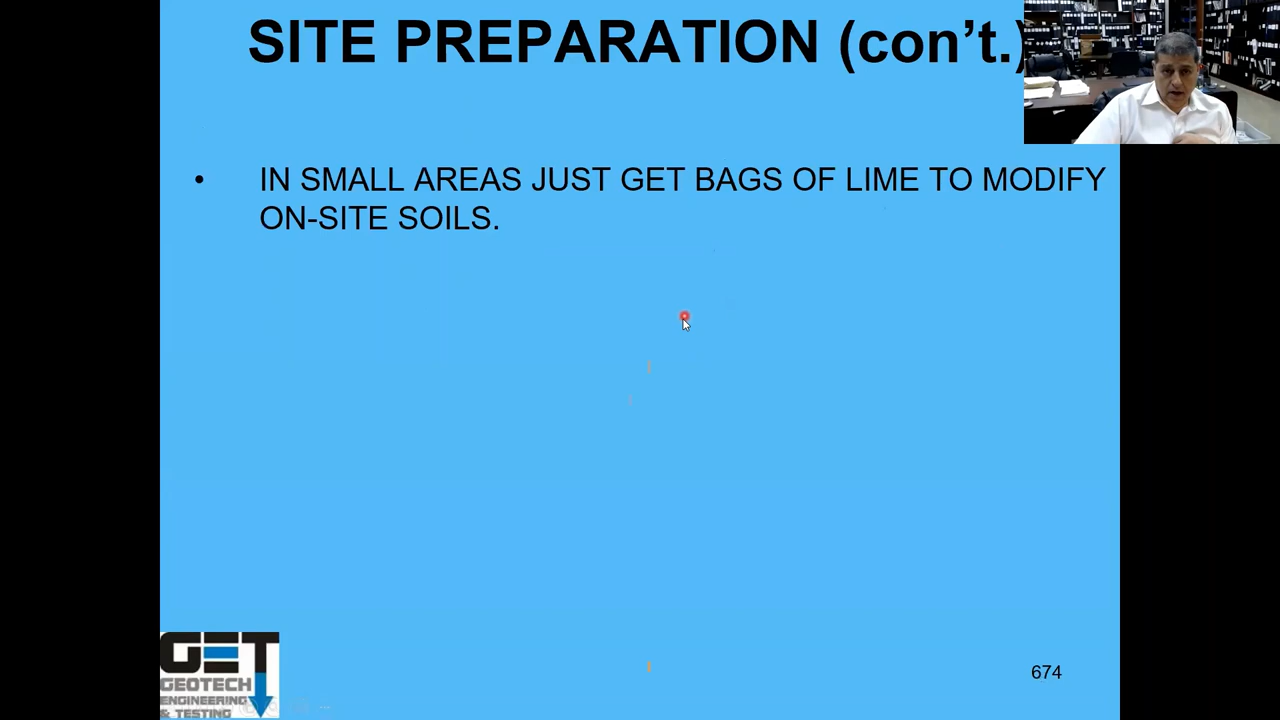 SITE PREPARATION (con’t.)
• IN SMALL AREAS JUST GET BAGS OF LIME TO MODIFY
ON-SITE SOILS.
GET
GEOTECH
ENGINEERING
& TESTING
674